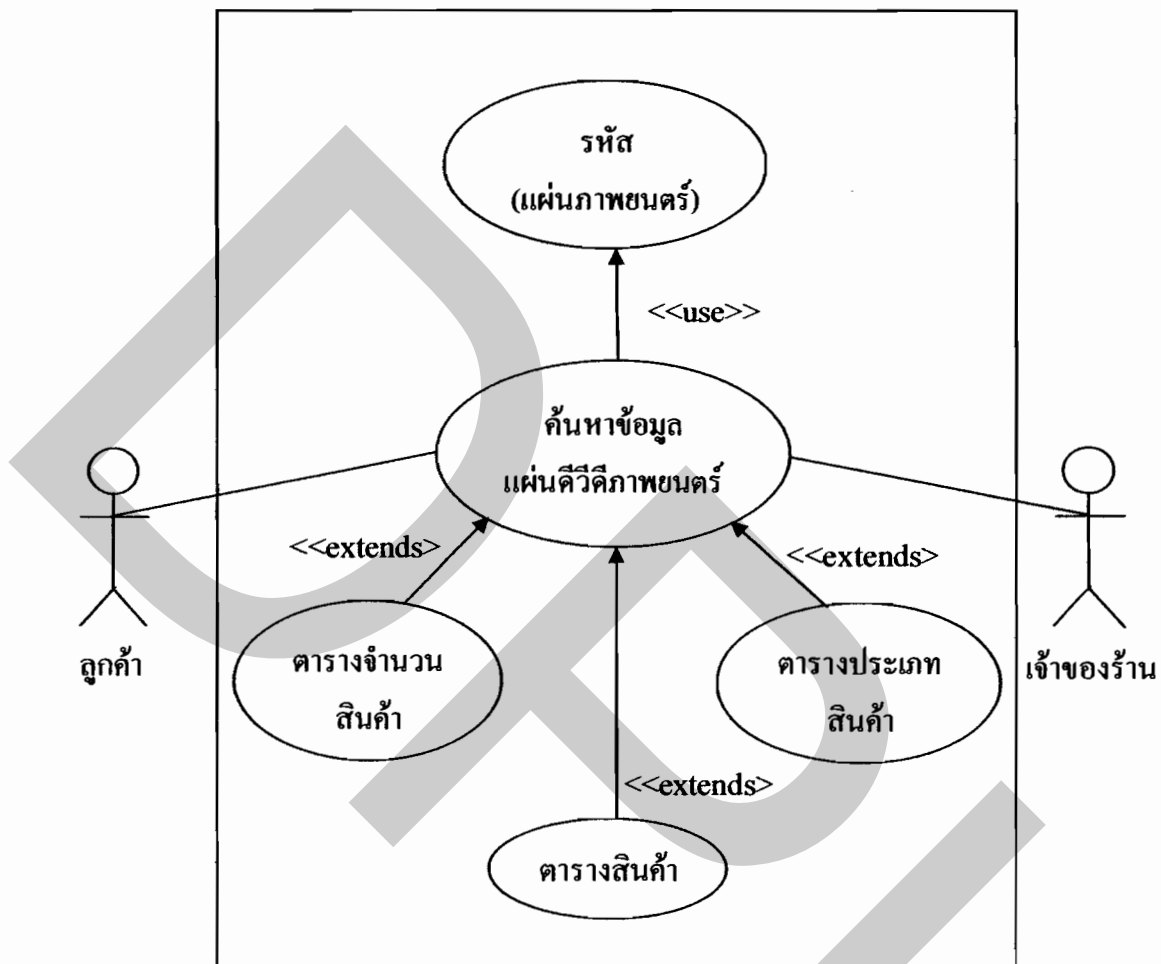 รหัส
(แผ่นภาพยนตร์)
<<use>>
ค้นหาข้อมูล
แผ่นดีวีดีภาพยนตร์
<<extends>
<<extends>
ลูกค้า
ตารางจำนวน
สินค้า
ตารางประเภท
สินค้า
เจ้าของร้าน
<<extends>
ตารางสินค้า